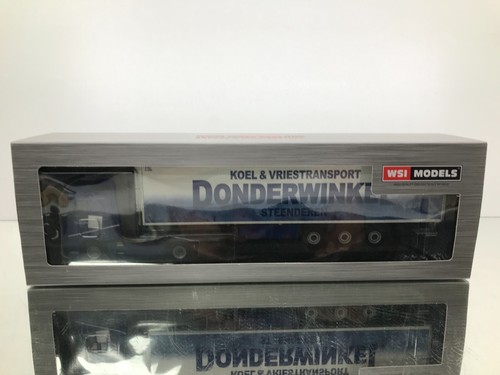 KOEL & VRIESTRANSPORT
DONDERWINKEL
STEENDEREN
WSI MODELS